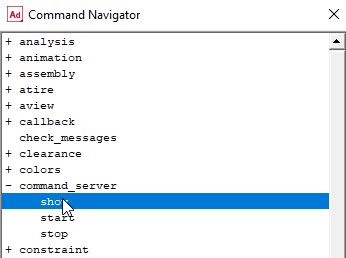 Ad Command Navigator
+ analysis
+ animation
+ assembly
+ atire
+ aview
+ callback
check_messages
+ clearance
+ colors
- command_server
show
start
stop
+ constraint